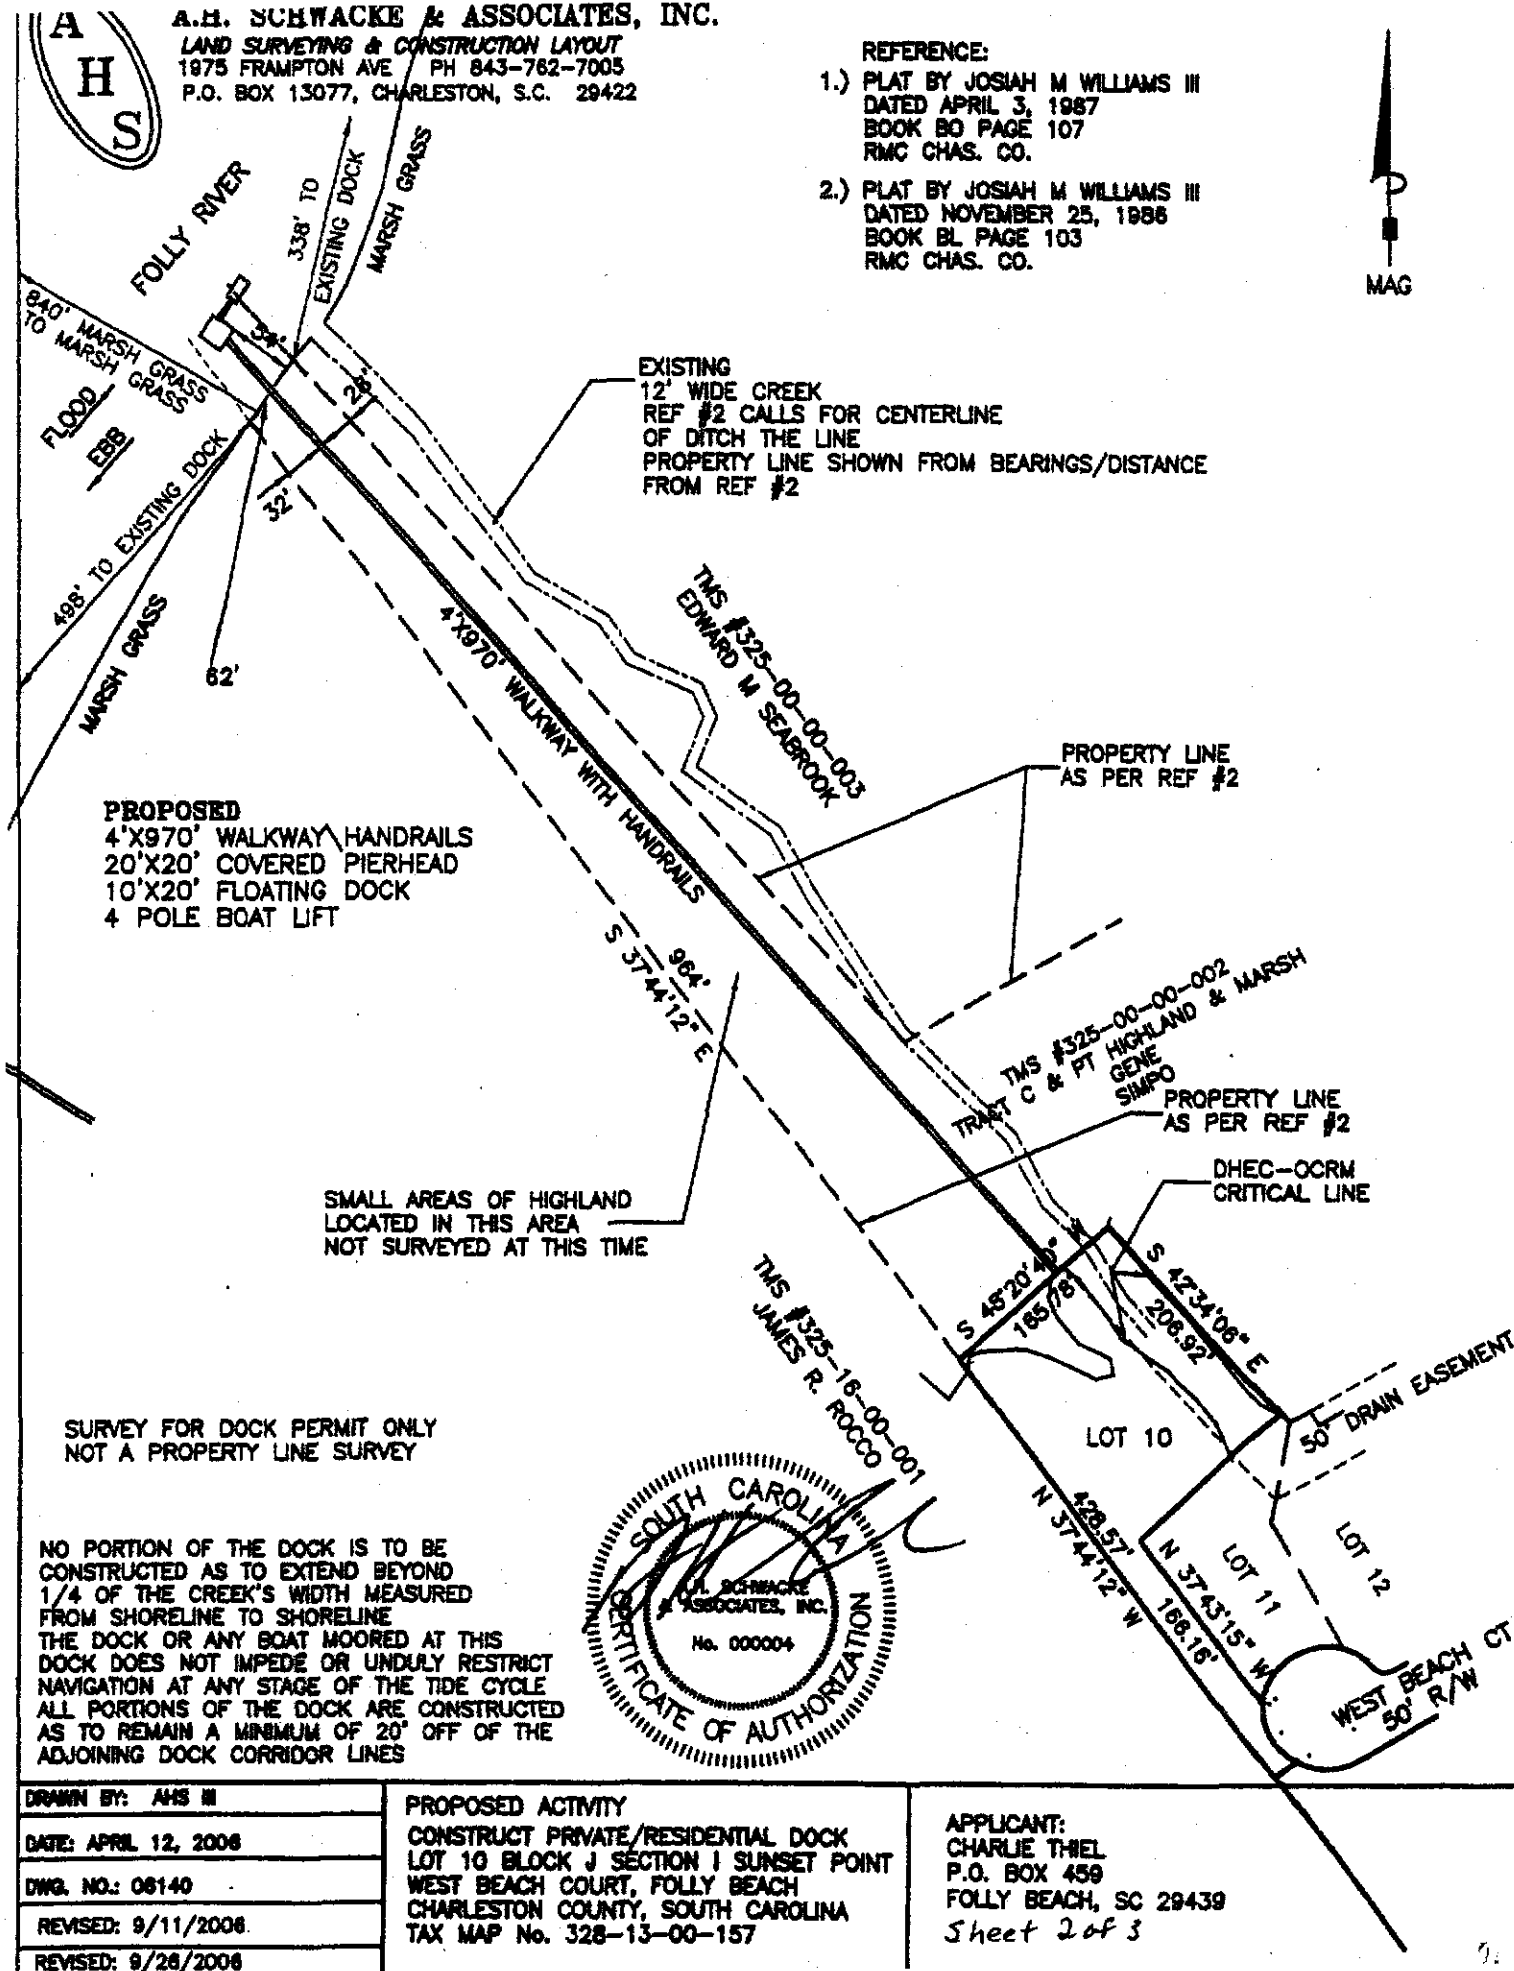 A
H
S
A.H. SCHWACKE & ASSOCIATES, INC.
LAND SURVEYING & CONSTRUCTION LAYOUT
1975 FRAMPTON AVE PH 843-762-7005
P.O. BOX 13077, CHARLESTON, S.C. 29422
REFERENCE:
1.) PLAT BY JOSIAH M WILLIAMS III
DATED APRIL 3, 1987
BOOK BO PAGE 107
RMC CHAS. CO.
2.) PLAT BY JOSIAH M WILLIAMS III
DATED NOVEMBER 25, 1986
BOOK BL PAGE 103
RMC CHAS. CO.
MAG
FOLLY RIVER
338' TO
EXISTING DOCK
MARSH GRASS
840' MARSH GRASS
TO MARSH GRASS
FLOOD
EBB
54'
28'
32'
498' TO EXISTING DOCK
MARSH GRASS
62'
EXISTING
12' WIDE CREEK
REF #2 CALLS FOR CENTERLINE
OF DITCH THE LINE
PROPERTY LINE SHOWN FROM BEARINGS/DISTANCE
FROM REF #2
TMS #325-00-00-003
EDWARD M SEABROOK
4'X970' WALKWAY WITH HANDRAILS
PROPERTY LINE
AS PER REF #2
PROPOSED
4'X970' WALKWAY\HANDRAILS
20'X20' COVERED PIERHEAD
10'X20' FLOATING DOCK
4 POLE BOAT LIFT
964'
S 37°44'12" E
TMS #325-00-00-002
TRACT C & PT HIGHLAND & MARSH
GENE
SIMPO
PROPERTY LINE
AS PER REF #2
DHEC-OCRM
CRITICAL LINE
SMALL AREAS OF HIGHLAND
LOCATED IN THIS AREA
NOT SURVEYED AT THIS TIME
TMS #325-16-00-001
JAMES R. ROCCO
S 48°20'40"
165.78'
S 42°34'06" E
206.92'
50' DRAIN EASEMENT
LOT 10
LOT 11
LOT 12
428.57'
N 37°44'12" W
N 37°43'15" W
166.16'
WEST BEACH CT
50' R/W
SURVEY FOR DOCK PERMIT ONLY
NOT A PROPERTY LINE SURVEY
SOUTH CAROLINA
A.H. SCHWACKE
& ASSOCIATES, INC.
No. 000004
CERTIFICATE OF AUTHORIZATION
NO PORTION OF THE DOCK IS TO BE
CONSTRUCTED AS TO EXTEND BEYOND
1/4 OF THE CREEK'S WIDTH MEASURED
FROM SHORELINE TO SHORELINE
THE DOCK OR ANY BOAT MOORED AT THIS
DOCK DOES NOT IMPEDE OR UNDULY RESTRICT
NAVIGATION AT ANY STAGE OF THE TIDE CYCLE
ALL PORTIONS OF THE DOCK ARE CONSTRUCTED
AS TO REMAIN A MINIMUM OF 20' OFF OF THE
ADJOINING DOCK CORRIDOR LINES
DRAWN BY: AHS III
DATE: APRIL 12, 2006
DWG. NO.: 06140
REVISED: 9/11/2006
REVISED: 9/26/2006
PROPOSED ACTIVITY
CONSTRUCT PRIVATE/RESIDENTIAL DOCK
LOT 10 BLOCK J SECTION I SUNSET POINT
WEST BEACH COURT, FOLLY BEACH
CHARLESTON COUNTY, SOUTH CAROLINA
TAX MAP No. 328-13-00-157
APPLICANT:
CHARLIE THIEL
P.O. BOX 459
FOLLY BEACH, SC 29439
Sheet 2 of 3